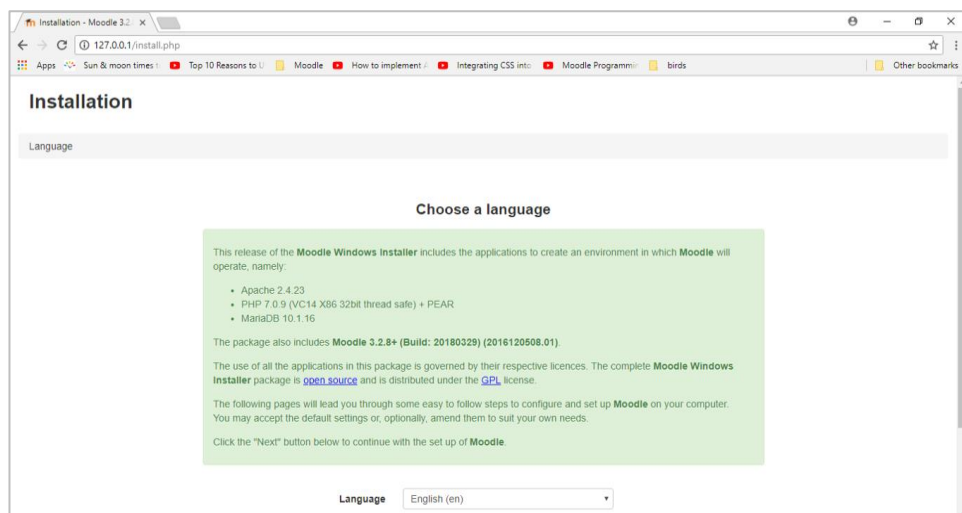 Installation - Moodle 3.2
127.0.0.1/install.php
Apps Sun & moon times Top 10 Reasons to U Moodle How to implement Integrating CSS into Moodle Programmin birds Other bookmarks
Installation
Language
Choose a language
This release of the Moodle Windows Installer includes the applications to create an environment in which Moodle will
operate, namely:
• Apache 2.4.23
• PHP 7.0.9 (VC14 X86 32bit thread safe) + PEAR
• MariaDB 10.1.16
The package also includes Moodle 3.2.8+ (Build: 20180329) (2016120508.01).
The use of all the applications in this package is governed by their respective licences. The complete Moodle Windows
Installer package is open source and is distributed under the GPL license.
The following pages will lead you through some easy to follow steps to configure and set up Moodle on your computer.
You may accept the default settings or, optionally, amend them to suit your own needs.
Click the "Next" button below to continue with the set up of Moodle.
Language English (en)